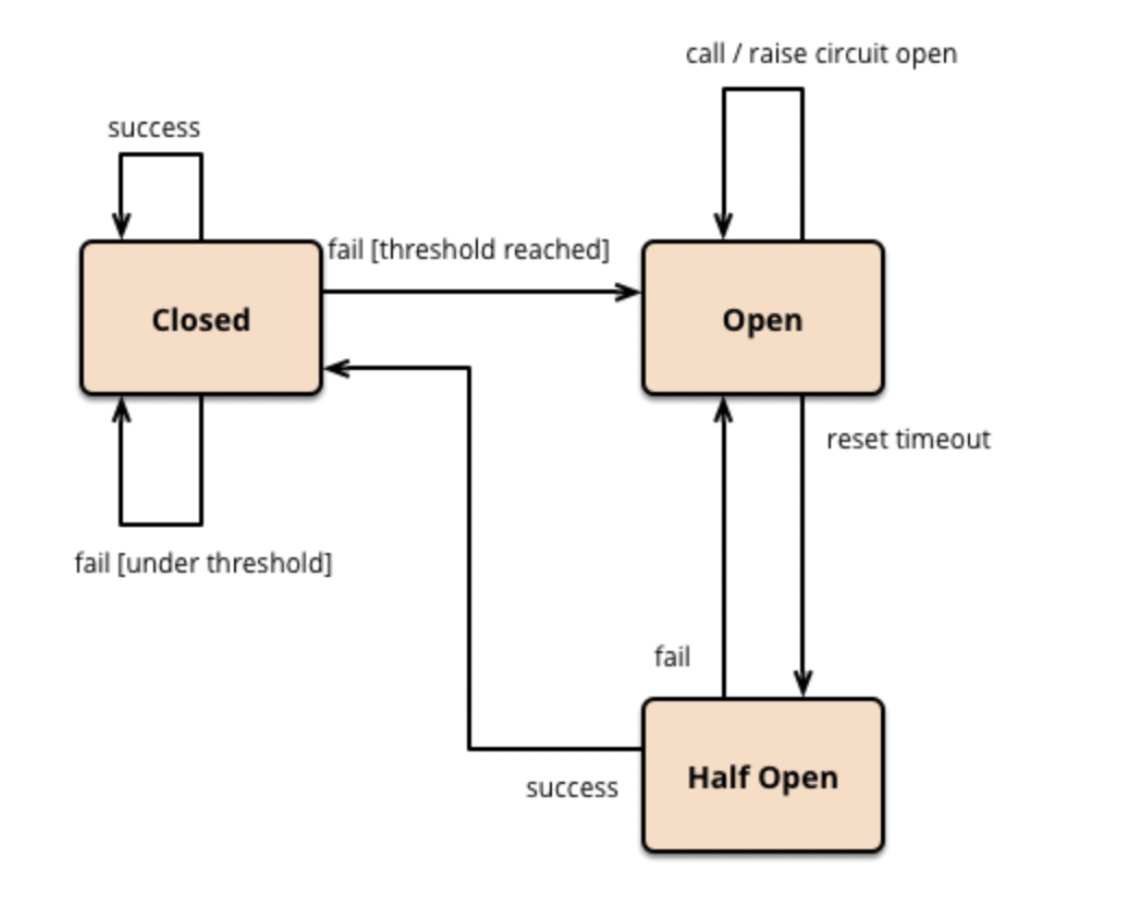 call / raise circuit open
success
fail [threshold reached]
Closed
Open
reset timeout
fail [under threshold]
fail
Half Open
success